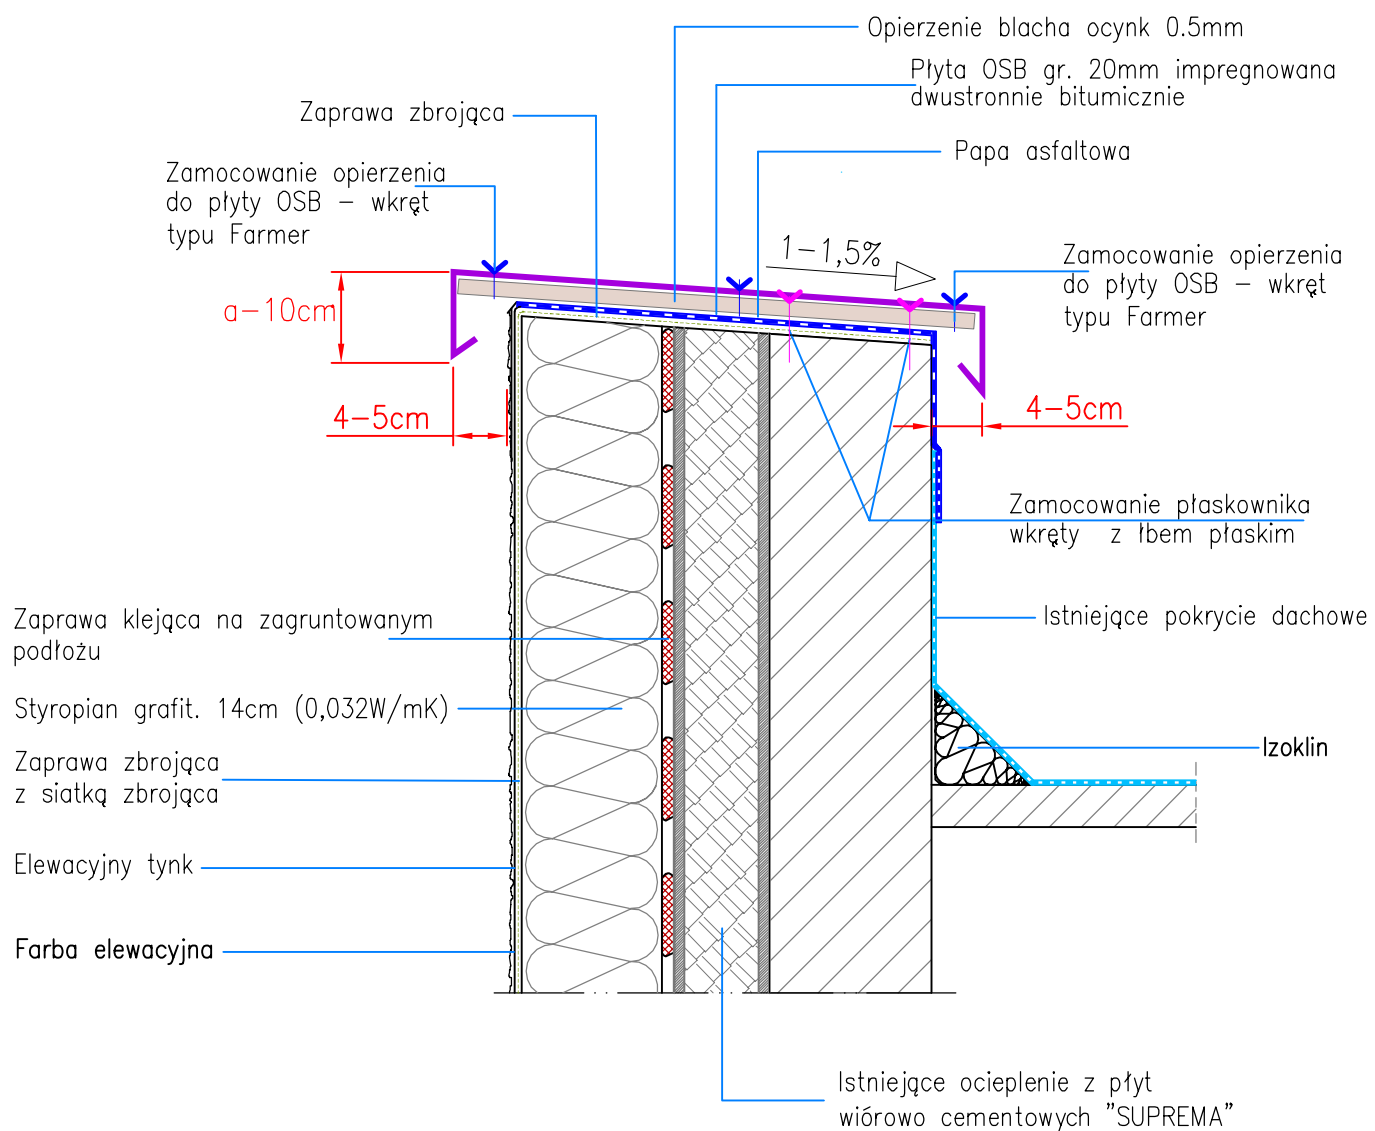 Opierzenie blacha ocynk 0.5mm
Płyta OSB gr. 20mm impregnowana
dwustronnie bitumicznie
Zaprawa zbrojąca
Papa asfaltowa
Zamocowanie opierzenia
do płyty OSB – wkręt
typu Farmer
1–1,5%
Zamocowanie opierzenia
do płyty OSB – wkręt
typu Farmer
a–10cm
4–5cm
4–5cm
Zamocowanie płaskownika
wkręty z łbem płaskim
Zaprawa klejąca na zagruntowanym
podłożu
Istniejące pokrycie dachowe
Styropian grafit. 14cm (0,032W/mK)
Izoklin
Zaprawa zbrojąca
z siatką zbrojąca
Elewacyjny tynk
Farba elewacyjna
Istniejące ocieplenie z płyt
wiórowo cementowych "SUPREMA"